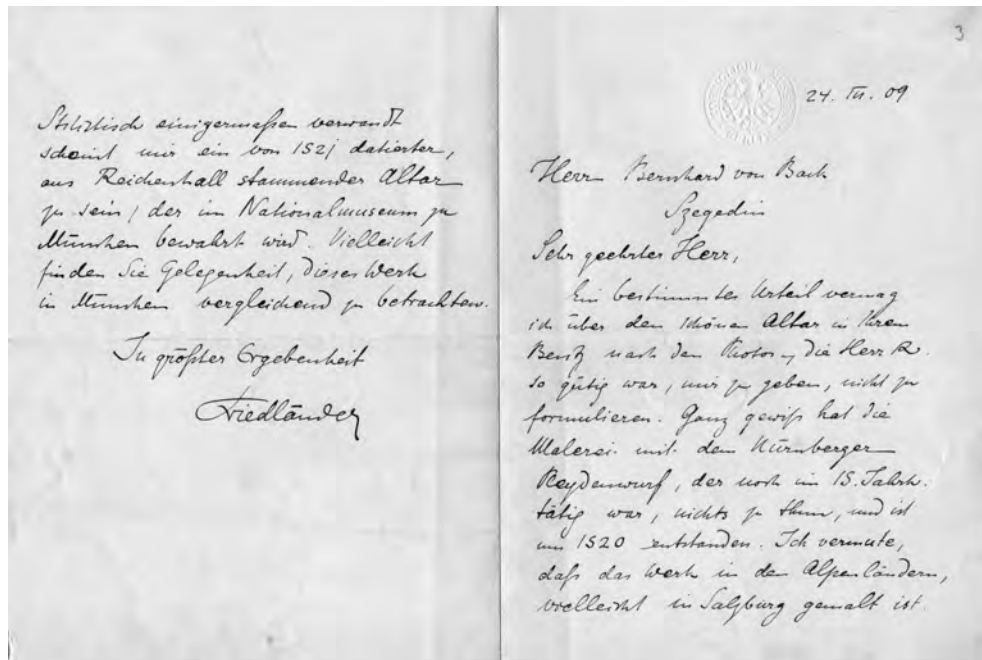 3
24. III. 09
Herrn Bernhard von Back
Szegedin
Sehr geehrter Herr,
Ein bestimmtes Urteil vermag
ich über den schönen Altar in Ihrem
Besitz nach den Photos, die Herr R.
so gütig war, mir zu geben, nicht zu
formulieren. Ganz gewiß hat die
Malerei mit dem Nürnberger
Pleydenwurf, der noch im 15. Jahrh.
tätig war, nichts zu thun, und ist
um 1520 entstanden. Ich vermute,
daß das Werk in den Alpenländern,
vielleicht in Salzburg gemalt ist.
Stilistisch einigermaßen verwandt
scheint mir ein von 1521 datierter,
aus Reichenhall stammender Altar
zu sein, der im Nationalmuseum zu
München bewahrt wird. Vielleicht
finden Sie Gelegenheit, dieses Werk
in München vergleichend zu betrachten.
In größter Ergebenheit
Friedländer